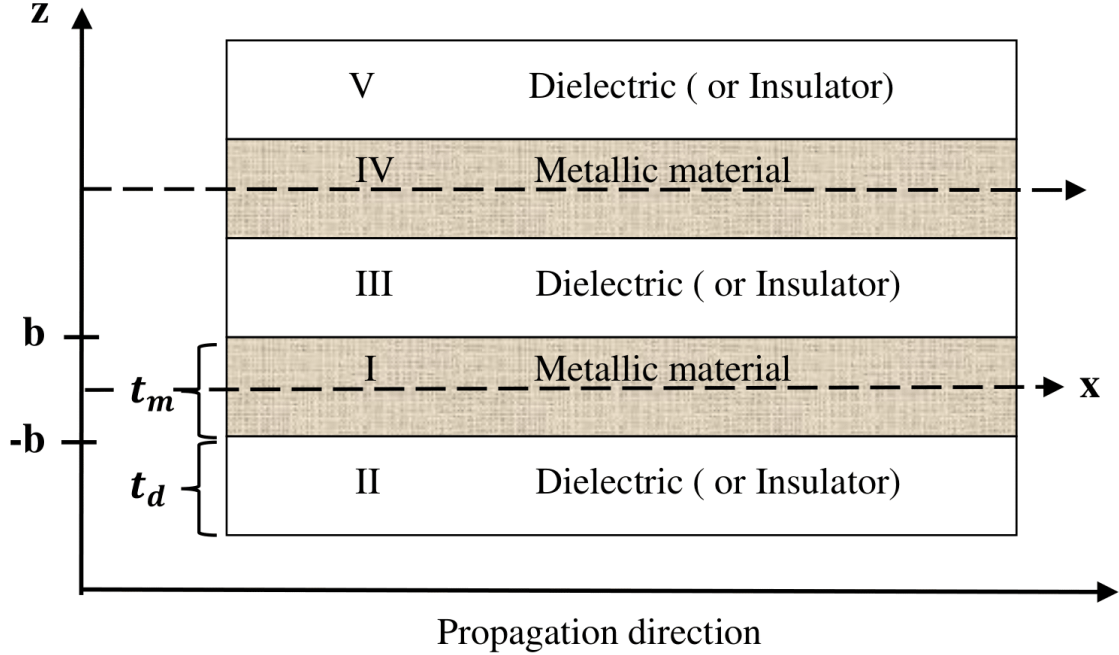 z
V Dielectric ( or Insulator)
IV Metallic material
III Dielectric ( or Insulator)
b
I Metallic material
t_m
x
-b
II Dielectric ( or Insulator)
t_d
Propagation direction